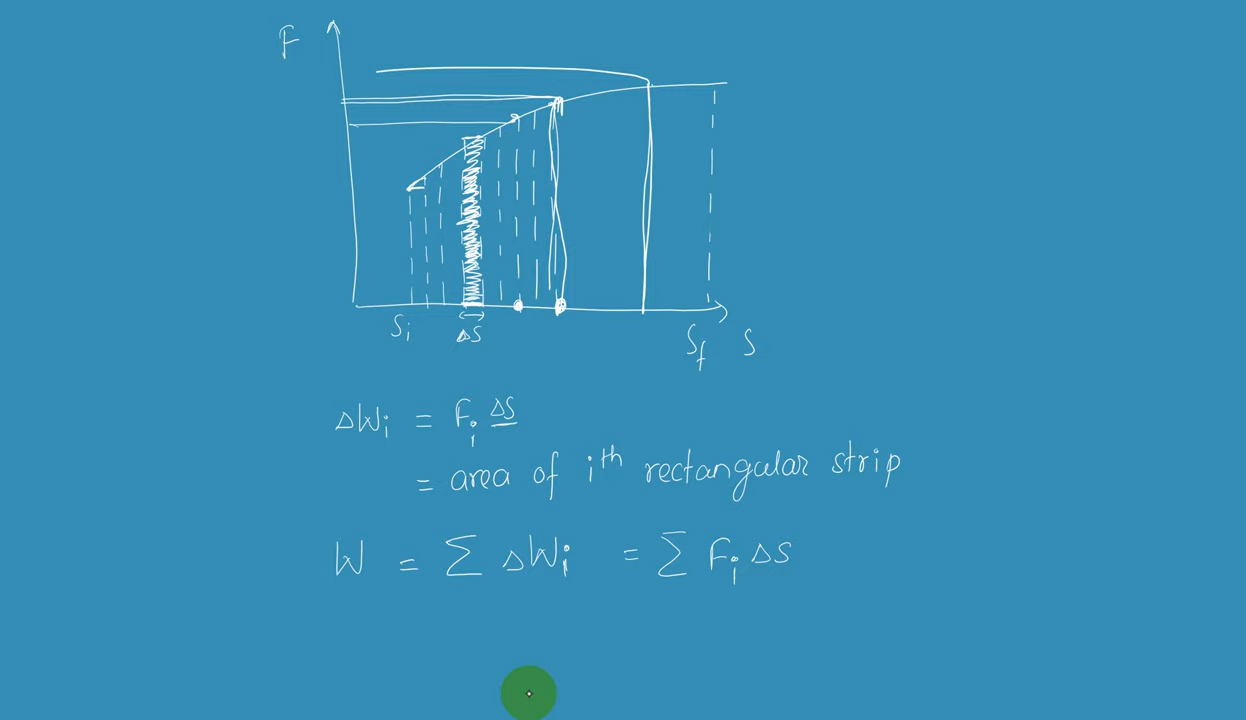 F
Si
ΔS
Sf S
ΔWi = Fi ΔS
= area of ith rectangular strip
W = Σ ΔWi = Σ Fi ΔS